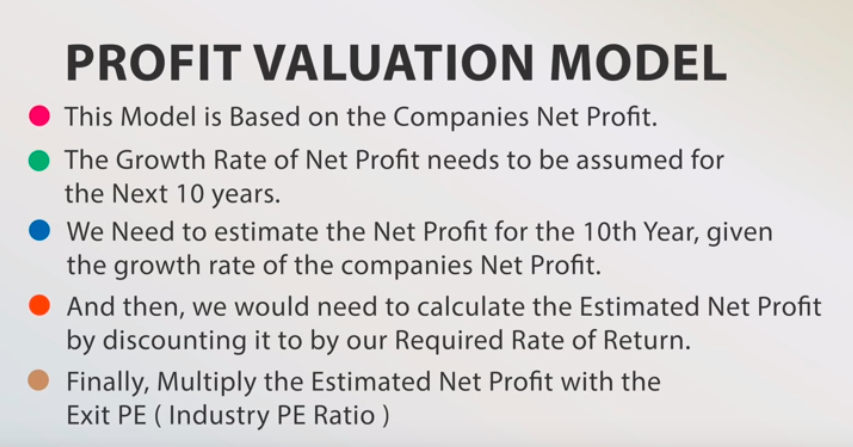 PROFIT VALUATION MODEL
This Model is Based on the Companies Net Profit.
The Growth Rate of Net Profit needs to be assumed for
the Next 10 years.
We Need to estimate the Net Profit for the 10th Year, given
the growth rate of the companies Net Profit.
And then, we would need to calculate the Estimated Net Profit
by discounting it to by our Required Rate of Return.
Finally, Multiply the Estimated Net Profit with the
Exit PE ( Industry PE Ratio )